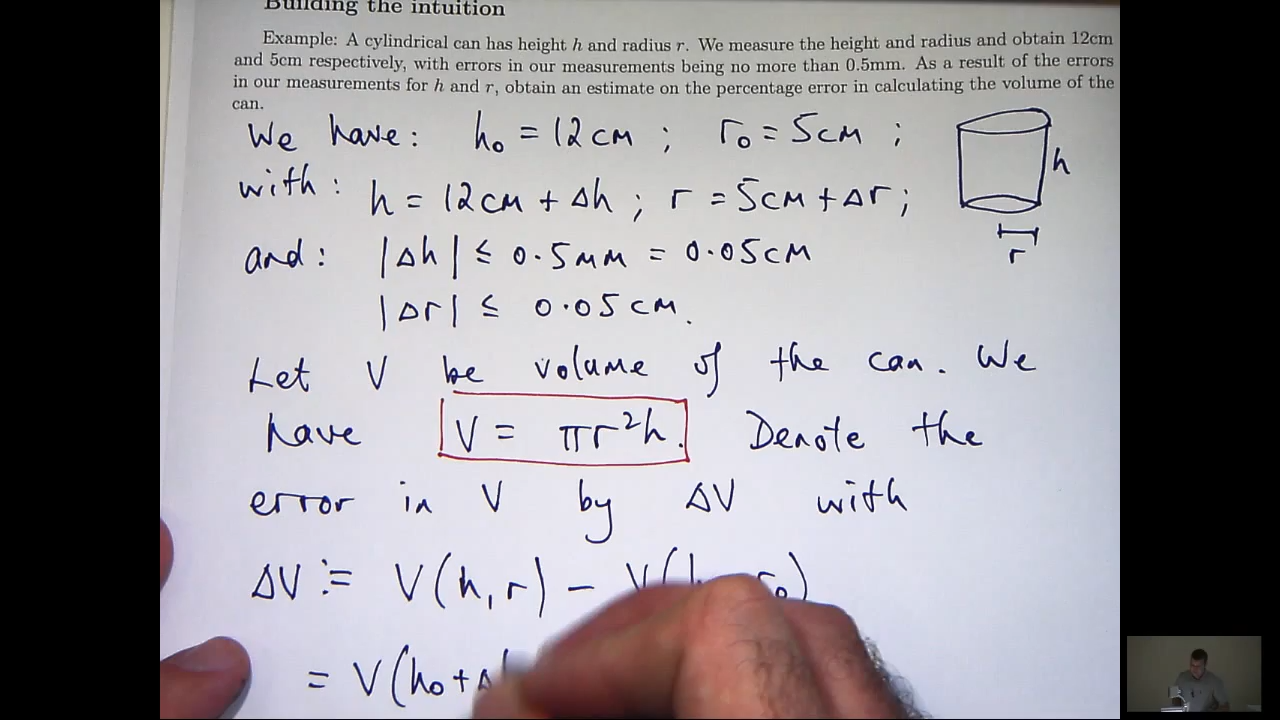 Building the intuition
Example: A cylindrical can has height h and radius r. We measure the height and radius and obtain 12cm
and 5cm respectively, with errors in our measurements being no more than 0.5mm. As a result of the errors
in our measurements for h and r, obtain an estimate on the percentage error in calculating the volume of the
can.
We have: h₀ = 12cm ; r₀ = 5cm ;
with: h = 12cm + Δh ; r = 5cm + Δr ;
h
and: |Δh| ≤ 0.5mm = 0.05cm
r
|Δr| ≤ 0.05cm.
Let V be volume of the can. We
have V = πr²h. Denote the
error in V by ΔV with
ΔV := V(h,r) - V( r₀)
= V(h₀ +